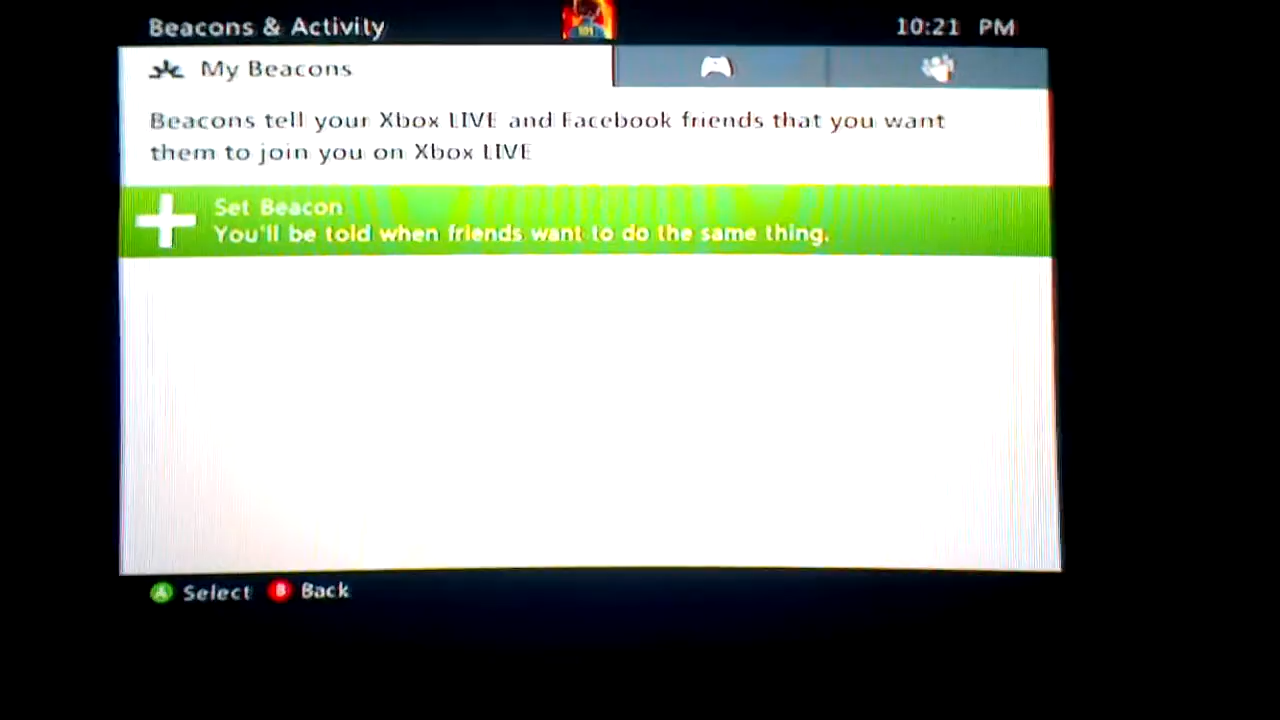 Beacons & Activity
10:21 PM
My Beacons
Beacons tell your Xbox LIVE and Facebook friends that you want
them to join you on Xbox LIVE
Set Beacon
You'll be told when friends want to do the same thing.
A Select B Back